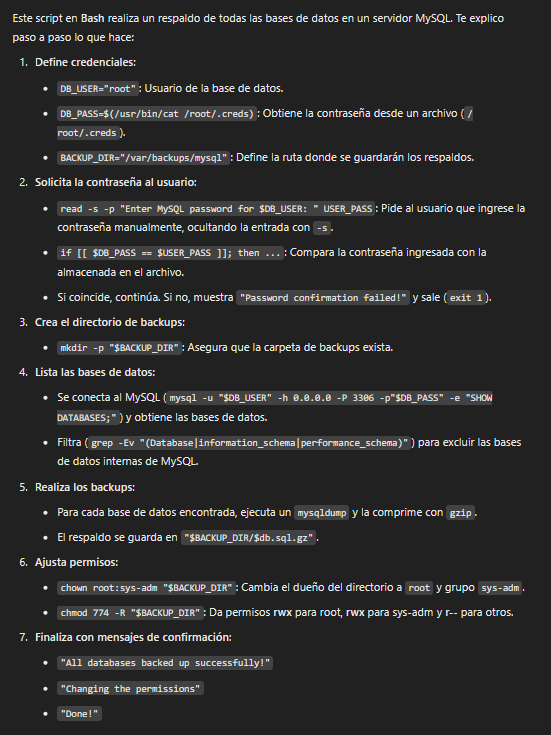 Este script en Bash realiza un respaldo de todas las bases de datos en un servidor MySQL. Te explico
paso a paso lo que hace:
1. Define credenciales:
• DB_USER="root": Usuario de la base de datos.
• DB_PASS=$(/usr/bin/cat /root/.creds): Obtiene la contraseña desde un archivo (/
root/.creds).
• BACKUP_DIR="/var/backups/mysql": Define la ruta donde se guardarán los respaldos.
2. Solicita la contraseña al usuario:
• read -s -p "Enter MySQL password for $DB_USER: " USER_PASS: Pide al usuario que ingrese la
contraseña manualmente, ocultando la entrada con -s.
• if [[ $DB_PASS == $USER_PASS ]]; then ...: Compara la contraseña ingresada con la
almacenada en el archivo.
• Si coincide, continúa. Si no, muestra "Password confirmation failed!" y sale (exit 1).
3. Crea el directorio de backups:
• mkdir -p "$BACKUP_DIR": Asegura que la carpeta de backups exista.
4. Lista las bases de datos:
• Se conecta al MySQL (mysql -u "$DB_USER" -h 0.0.0.0 -P 3306 -p"$DB_PASS" -e "SHOW
DATABASES;") y obtiene las bases de datos.
• Filtra (grep -Ev "(Database|information_schema|performance_schema)") para excluir las bases
de datos internas de MySQL.
5. Realiza los backups:
• Para cada base de datos encontrada, ejecuta un mysqldump y la comprime con gzip.
• El respaldo se guarda en "$BACKUP_DIR/$db.sql.gz".
6. Ajusta permisos:
• chown root:sys-adm "$BACKUP_DIR": Cambia el dueño del directorio a root y grupo sys-adm.
• chmod 774 -R "$BACKUP_DIR": Da permisos rwx para root, rwx para sys-adm y r-- para otros.
7. Finaliza con mensajes de confirmación:
• "All databases backed up successfully!"
• "Changing the permissions"
• "Done!"